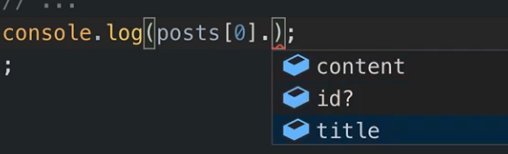 // ...
console.log(posts[0].);
;
content
id?
title